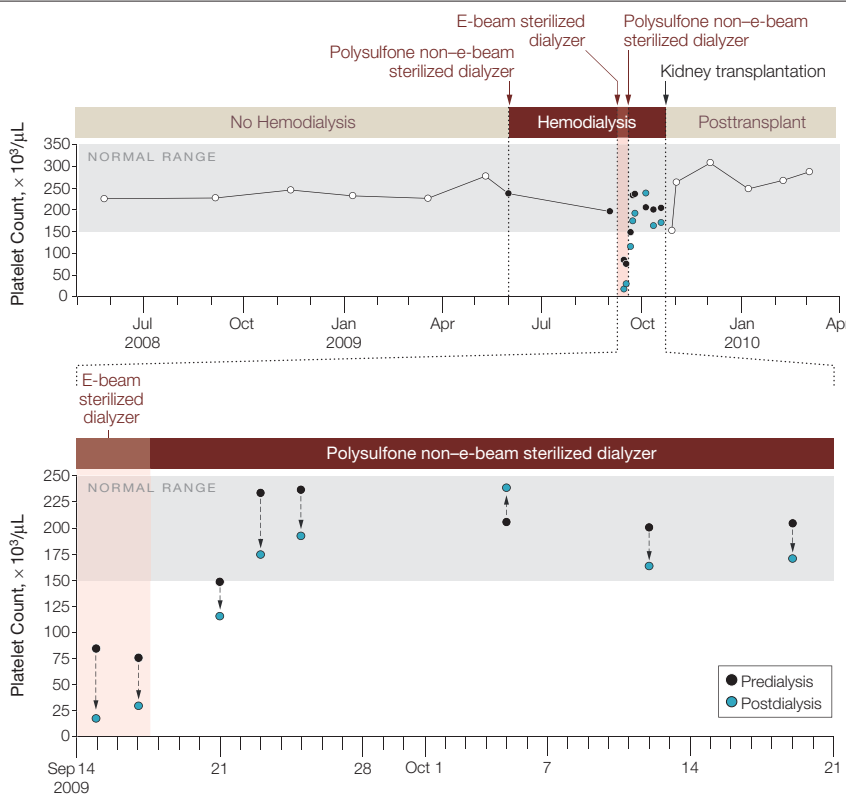 E-beam sterilized
dialyzer
Polysulfone non–e-beam
sterilized dialyzer
Polysulfone non–e-beam
sterilized dialyzer
Kidney transplantation
No Hemodialysis
Hemodialysis
Posttransplant
Platelet Count, × 10³/µL
350
300
250
200
150
100
50
0
NORMAL RANGE
Jul
2008
Oct
Jan
2009
Apr
Jul
Oct
Jan
2010
Apr
E-beam
sterilized
dialyzer
Polysulfone non–e-beam sterilized dialyzer
Platelet Count, × 10³/µL
250
225
200
175
150
125
100
75
50
25
0
NORMAL RANGE
Predialysis
Postdialysis
Sep 14
2009
21
28
Oct 1
7
14
21